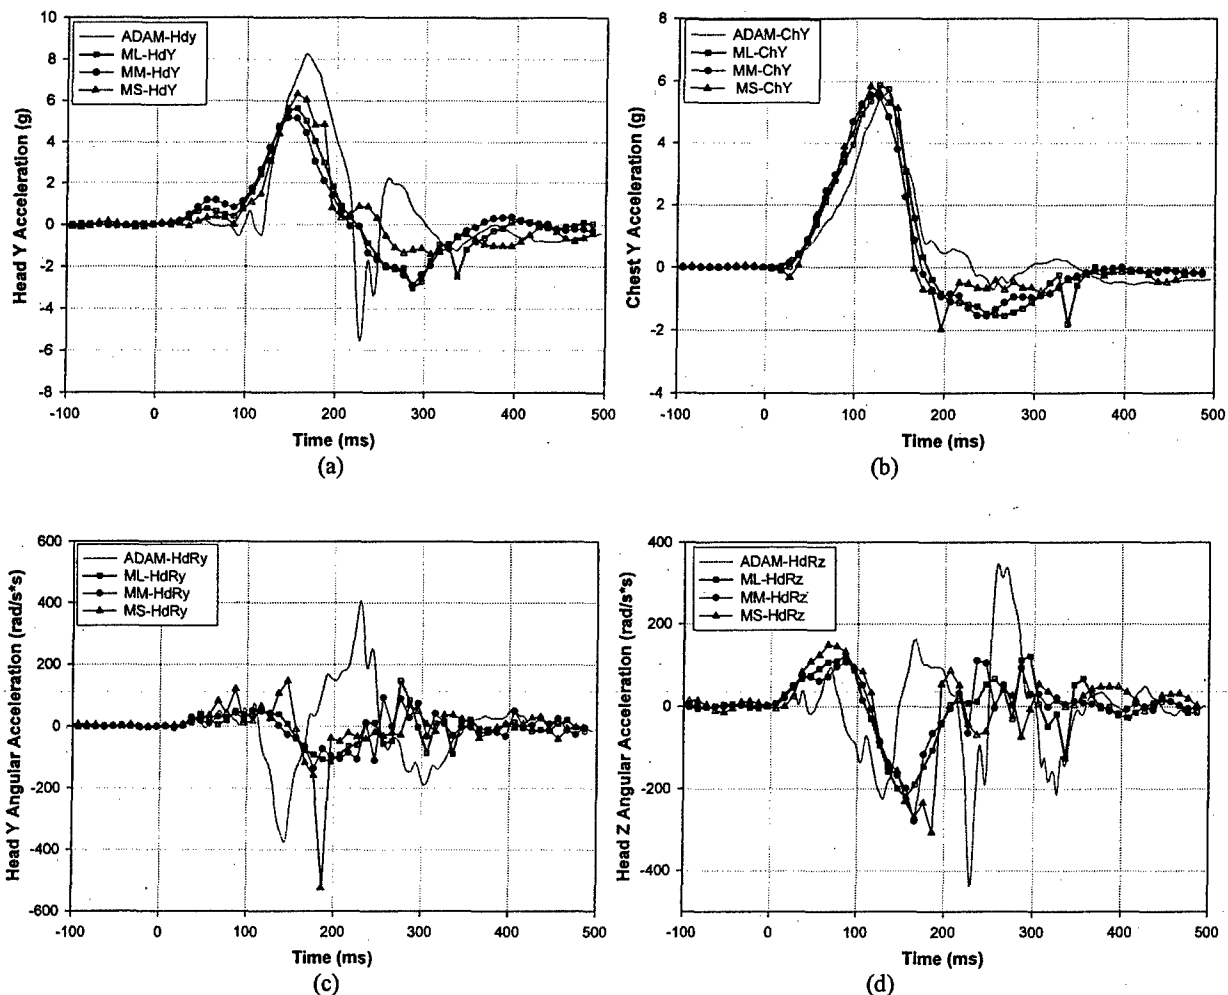 ADAM-Hdy
ML-HdY
MM-HdY
MS-HdY
10
8
6
4
2
0
-2
-4
-6
-8
Head Y Acceleration (g)
-100 0 100 200 300 400 500
Time (ms)
(a)
ADAM-ChY
ML-ChY
MM-ChY
MS-ChY
8
6
4
2
0
-2
-4
Chest Y Acceleration (g)
-100 0 100 200 300 400 500
Time (ms)
(b)
ADAM-HdRy
ML-HdRy
MM-HdRy
MS-HdRy
600
400
200
0
-200
-400
-600
Head Y Angular Acceleration (rad/s*s)
-100 0 100 200 300 400 500
Time (ms)
(c)
ADAM-HdRz
ML-HdRz
MM-HdRz
MS-HdRz
400
200
0
-200
-400
Head Z Angular Acceleration (rad/s*s)
-100 0 100 200 300 400 500
Time (ms)
(d)